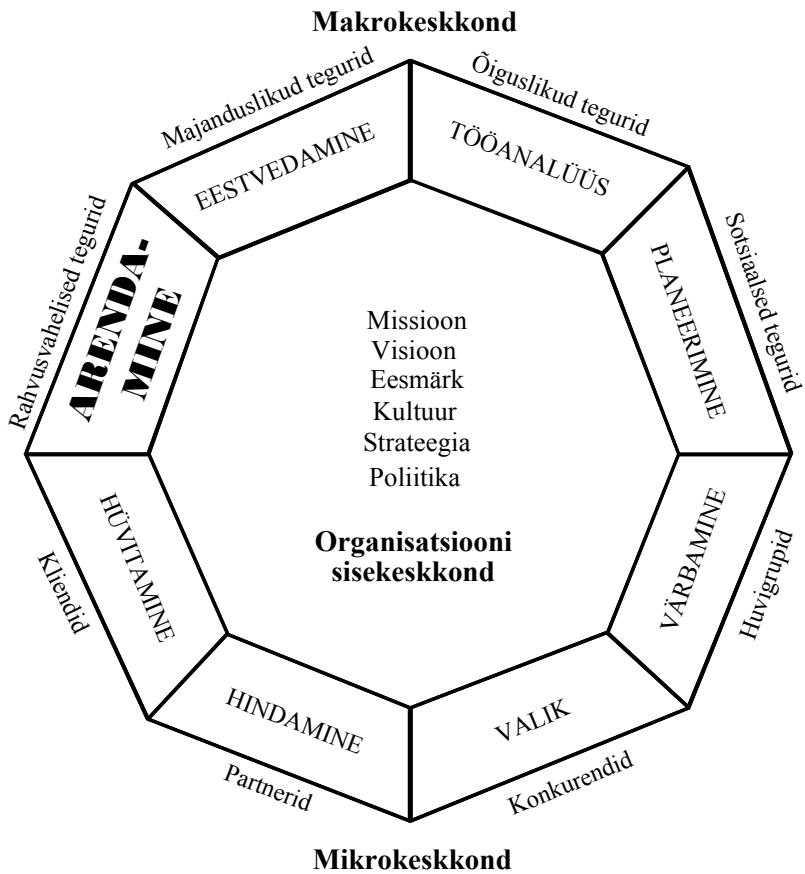 Makrokeskkond
Majanduslikud tegurid
Õiguslikud tegurid
EESTVEDAMINE
TÖÖANALÜÜS
Rahvusvahelised tegurid
ARENDA-
MINE
PLANEERIMINE
Sotsiaalsed tegurid
Missioon
Visioon
Eesmärk
Kultuur
Strateegia
Poliitika
Organisatsiooni
sisekeskkond
Kliendid
HÜVITAMINE
VÄRBAMINE
Huvigrupid
HINDAMINE
VALIK
Partnerid
Konkurendid
Mikrokeskkond